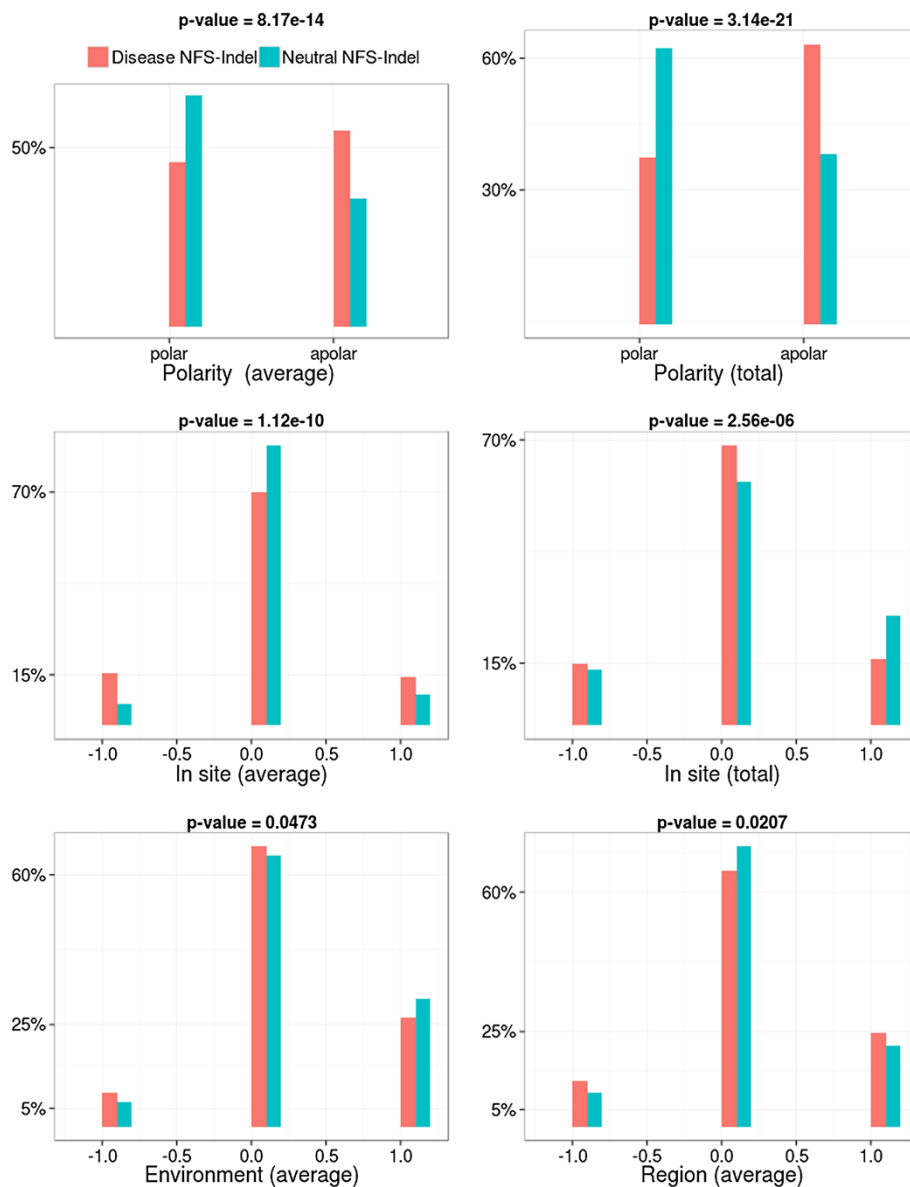 p-value = 8.17e-14
Disease NFS-Indel Neutral NFS-Indel
50%
polar apolar
Polarity (average)
p-value = 3.14e-21
60%
30%
polar apolar
Polarity (total)
p-value = 1.12e-10
70%
15%
-1.0 -0.5 0.0 0.5 1.0
In site (average)
p-value = 2.56e-06
70%
15%
-1.0 -0.5 0.0 0.5 1.0
In site (total)
p-value = 0.0473
60%
25%
5%
-1.0 -0.5 0.0 0.5 1.0
Environment (average)
p-value = 0.0207
60%
25%
5%
-1.0 -0.5 0.0 0.5 1.0
Region (average)